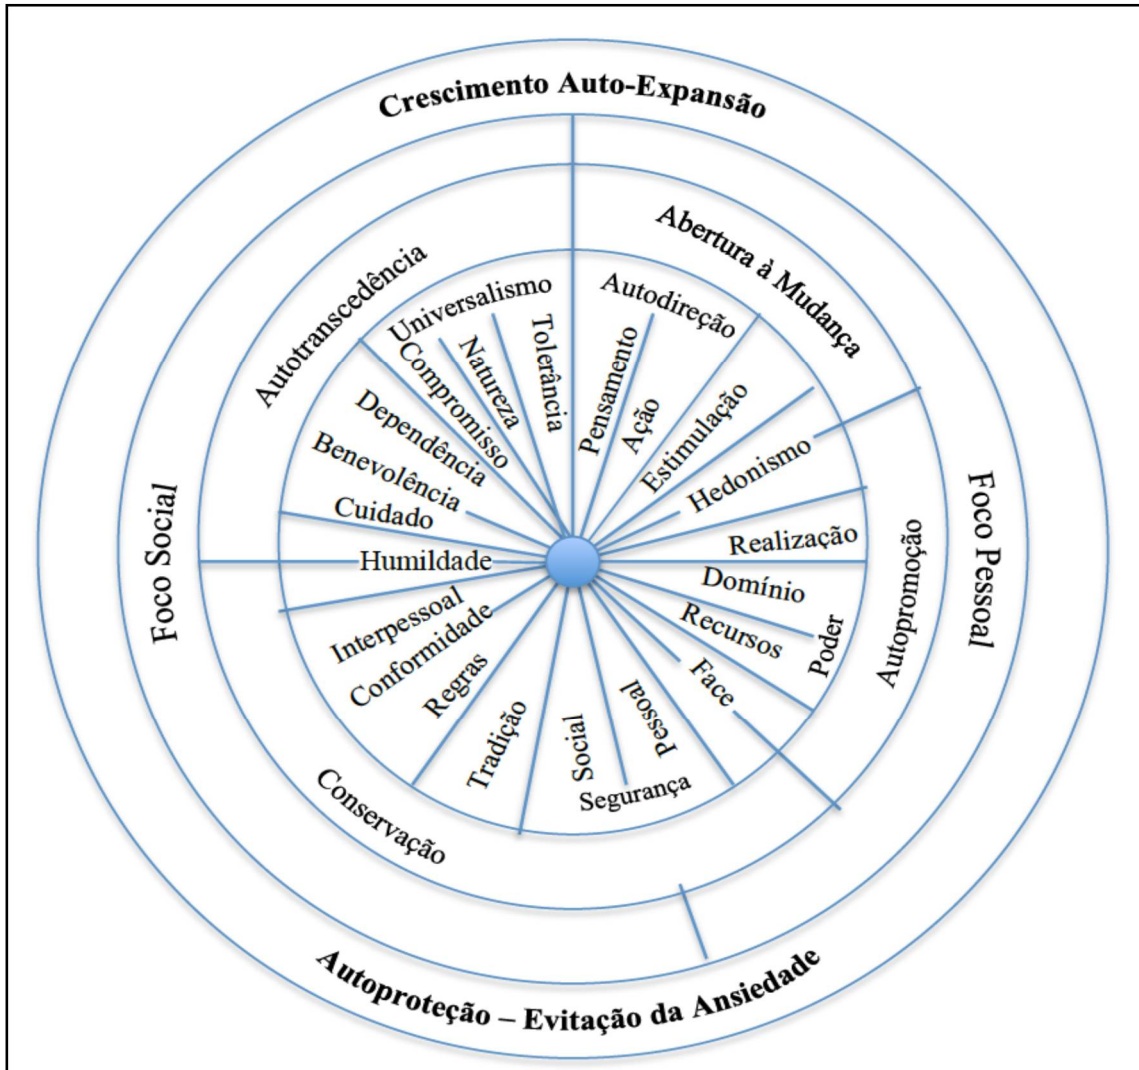 Crescimento Auto-Expansão
Abertura à Mudança
Autotranscedência
Universalismo
Autodireção
Tolerância
Natureza
Compromisso
Pensamento
Ação
Estimulação
Dependência
Benevolência
Cuidado
Hedonismo
Foco Social
Foco Pessoal
Humildade
Realização
Domínio
Recursos
Poder
Autopromoção
Interpessoal
Conformidade
Regras
Face
Tradição
Social
Pessoal
Segurança
Conservação
Autoproteção – Evitação da Ansiedade